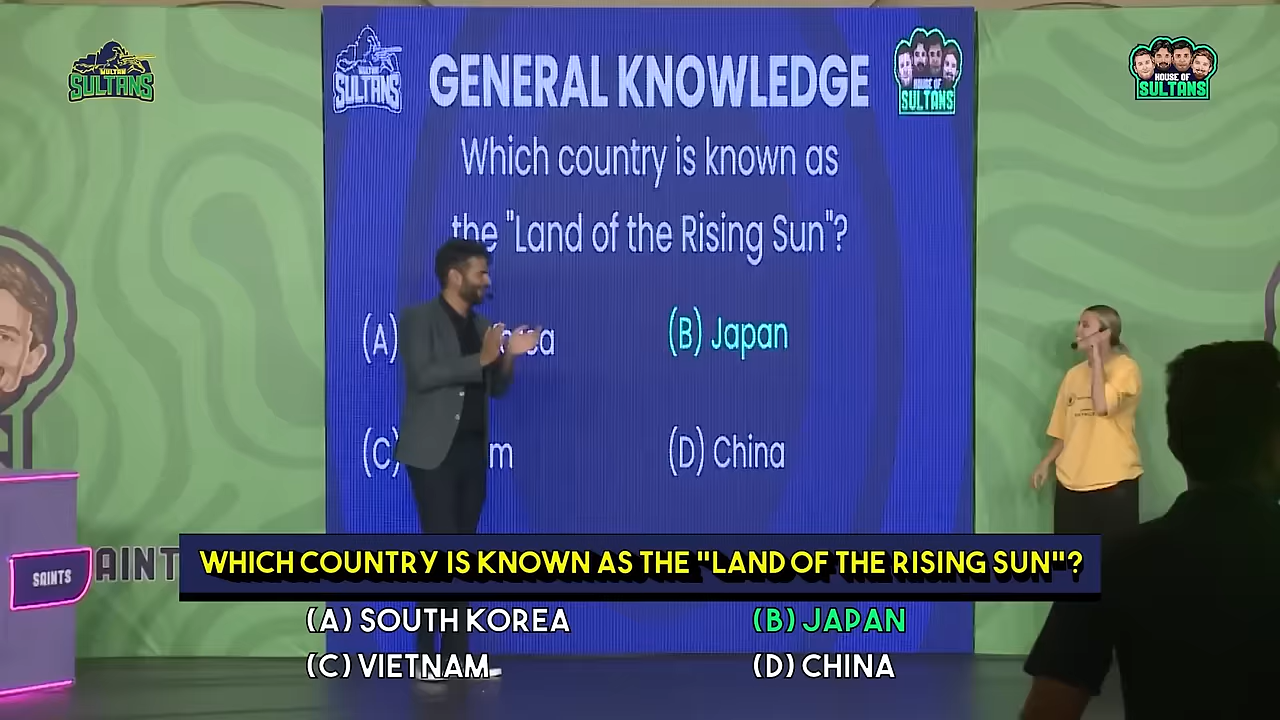 MULTAN
SULTANS
MULTAN
SULTANS
GENERAL KNOWLEDGE
HOUSE OF
SULTANS
HOUSE OF
SULTANS
Which country is known as
the "Land of the Rising Sun"?
(A)
(B) Japan
(C)
(D) China
SAINTS
WHICH COUNTRY IS KNOWN AS THE "LAND OF THE RISING SUN"?
(A) SOUTH KOREA
(B) JAPAN
(C) VIETNAM
(D) CHINA